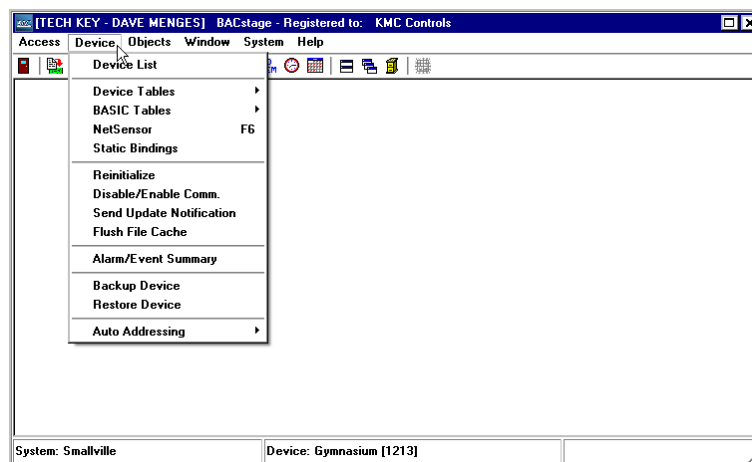 [TECH KEY - DAVE MENGES] BACstage - Registered to: KMC Controls
Access Device Objects Window System Help
Device List
Device Tables
BASIC Tables
NetSensor F6
Static Bindings
Reinitialize
Disable/Enable Comm.
Send Update Notification
Flush File Cache
Alarm/Event Summary
Backup Device
Restore Device
Auto Addressing
System: Smallville Device: Gymnasium [1213]